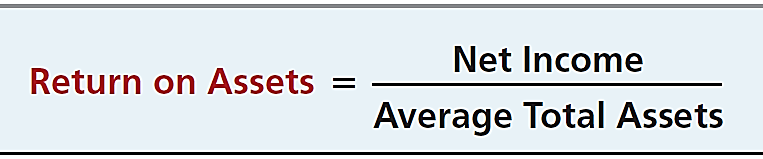 Return on Assets = Net Income / Average Total Assets